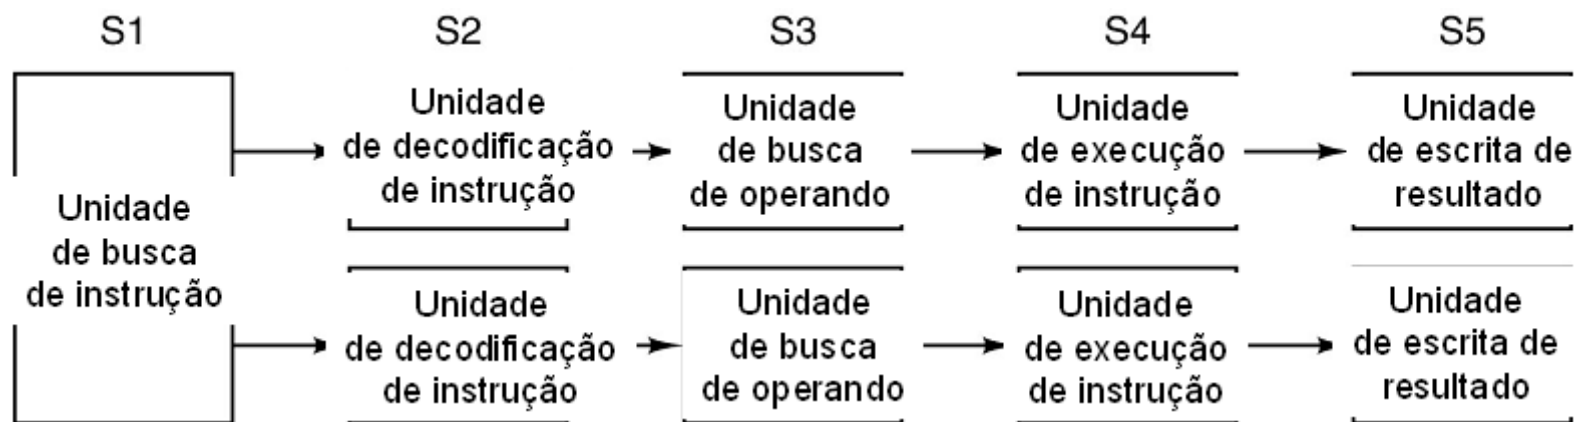 S1
S2
S3
S4
S5
Unidade
de busca
de instrução
Unidade
de decodificação
de instrução
Unidade
de busca
de operando
Unidade
de execução
de instrução
Unidade
de escrita de
resultado
Unidade
de decodificação
de instrução
Unidade
de busca
de operando
Unidade
de execução
de instrução
Unidade
de escrita de
resultado